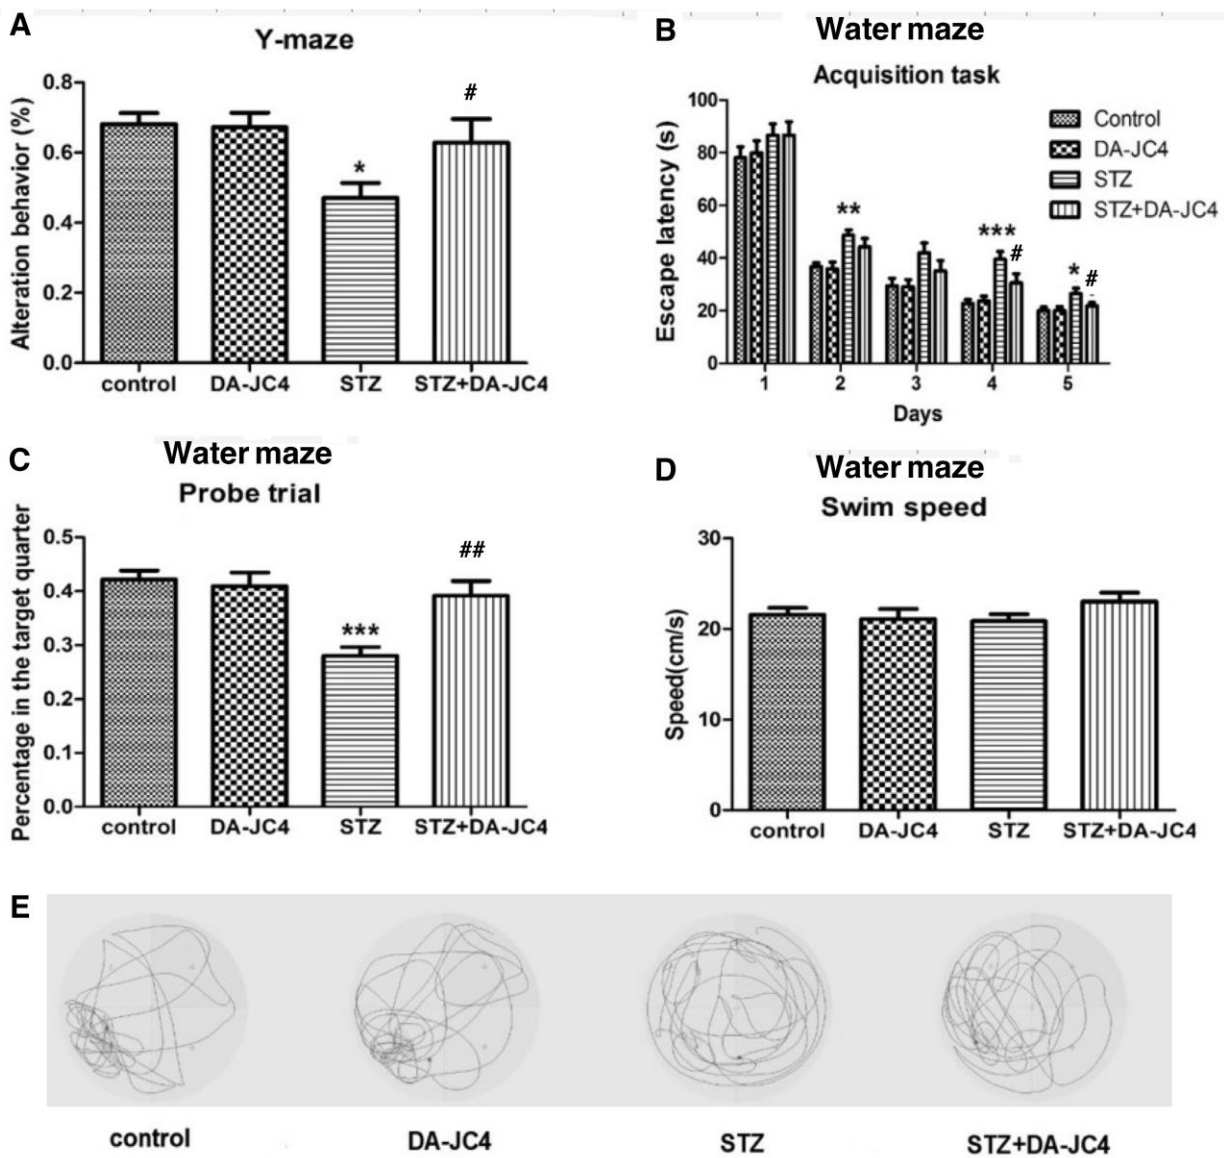 A
Y-maze
Alteration behavior (%)
0.8
0.6
0.4
0.2
0.0
*
#
control DA-JC4 STZ STZ+DA-JC4
B
Water maze
Acquisition task
Escape latency (s)
100
80
60
40
20
0
Control
DA-JC4
STZ
STZ+DA-JC4
**
***
#
*
#
1 2 3 4 5
Days
C
Water maze
Probe trial
Percentage in the target quarter
0.5
0.4
0.3
0.2
0.1
0.0
***
##
control DA-JC4 STZ STZ+DA-JC4
D
Water maze
Swim speed
Speed(cm/s)
30
20
10
0
control DA-JC4 STZ STZ+DA-JC4
E
control DA-JC4 STZ STZ+DA-JC4